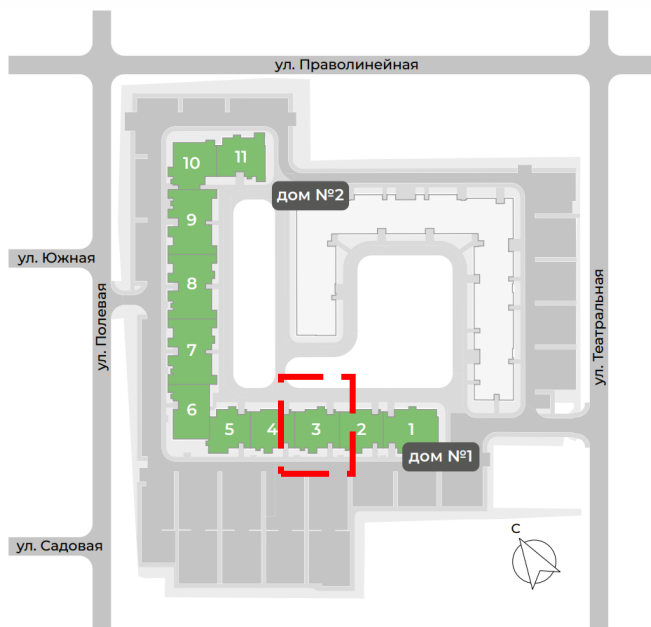 ул. Праволинейная
10
11
дом №2
9
ул. Южная
8
ул. Полевая
ул. Театральная
7
6
5
4
3
2
1
дом №1
С
ул. Садовая